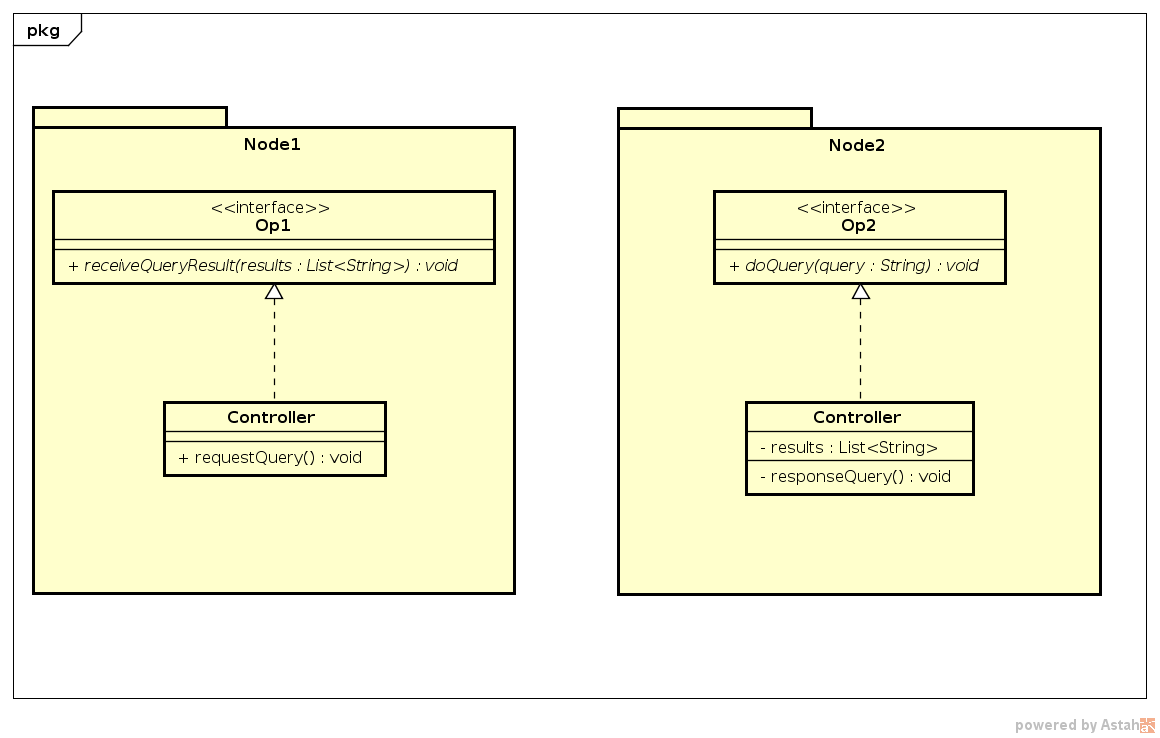 pkg
Node1
<<interface>>
Op1
+ receiveQueryResult(results : List<String>) : void
Controller
+ requestQuery() : void
Node2
<<interface>>
Op2
+ doQuery(query : String) : void
Controller
- results : List<String>
- responseQuery() : void
powered by Astah